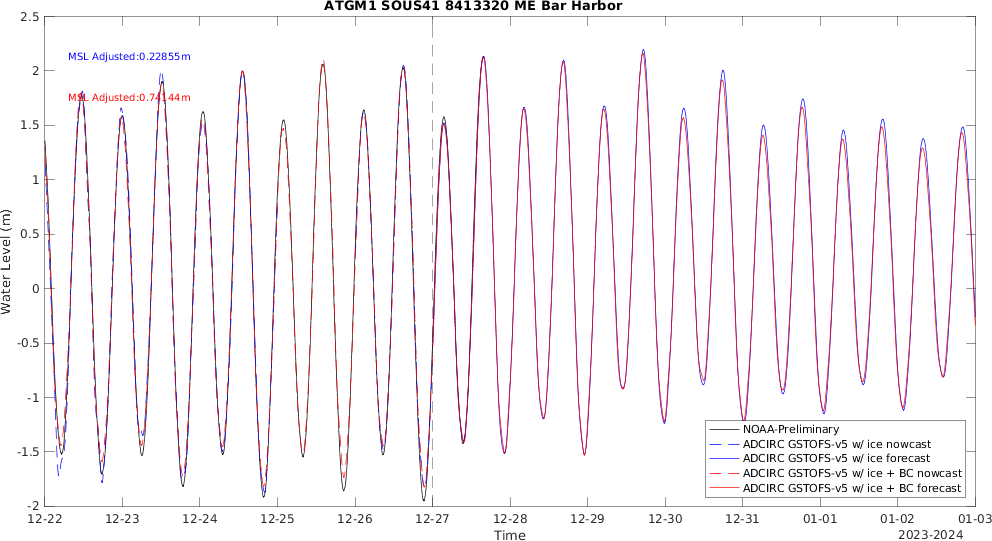 ATGM1 SOUS41 8413320 ME Bar Harbor
2.5
2
1.5
1
0.5
0
-0.5
-1
-1.5
-2
Water Level (m)
MSL Adjusted:0.22855m
MSL Adjusted:0.74144m
NOAA-Preliminary
ADCIRC GSTOFS-v5 w/ ice nowcast
ADCIRC GSTOFS-v5 w/ ice forecast
ADCIRC GSTOFS-v5 w/ ice + BC nowcast
ADCIRC GSTOFS-v5 w/ ice + BC forecast
12-22 12-23 12-24 12-25 12-26 12-27 12-28 12-29 12-30 12-31 01-01 01-02 01-03
Time
2023-2024